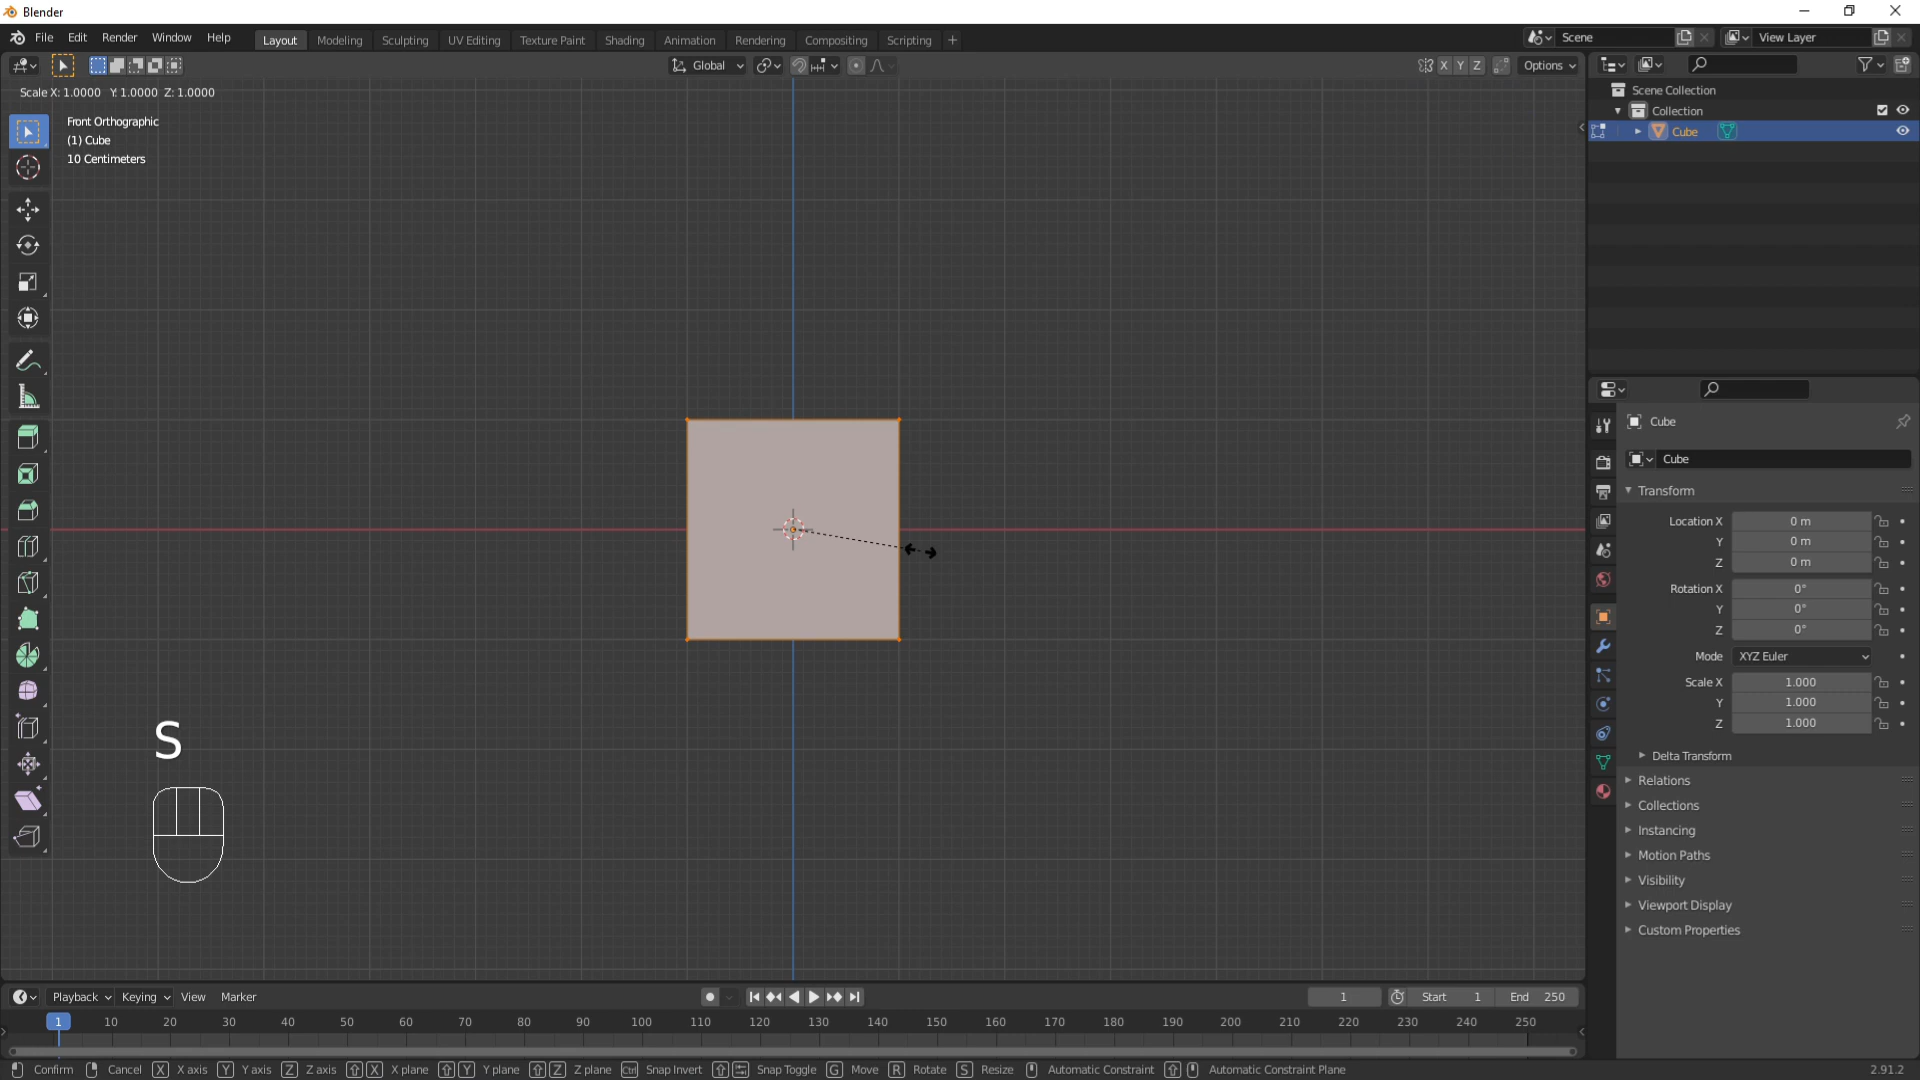 Blender
File Edit Render Window Help
Layout Modeling Sculpting UV Editing Texture Paint Shading Animation Rendering Compositing Scripting
Scene
View Layer
Global
X Y Z
Options
Scale X: 1.0000 Y: 1.0000 Z: 1.0000
Front Orthographic
(1) Cube
10 Centimeters
S
Scene Collection
Collection
Cube
Cube
Cube
Transform
Location X 0 m
Y 0 m
Z 0 m
Rotation X 0°
Y 0°
Z 0°
Mode XYZ Euler
Scale X 1.000
Y 1.000
Z 1.000
Delta Transform
Relations
Collections
Instancing
Motion Paths
Visibility
Viewport Display
Custom Properties
Playback Keying View Marker
1 Start 1 End 250
1 10 20 30 40 50 60 70 80 90 100 110 120 130 140 150 160 170 180 190 200 210 220 230 240 250
Confirm Cancel X X axis Y Y axis Z Z axis X X plane Y Y plane Z Z plane Ctrl Snap Invert Snap Toggle G Move R Rotate S Resize Automatic Constraint Automatic Constraint Plane 2.91.2